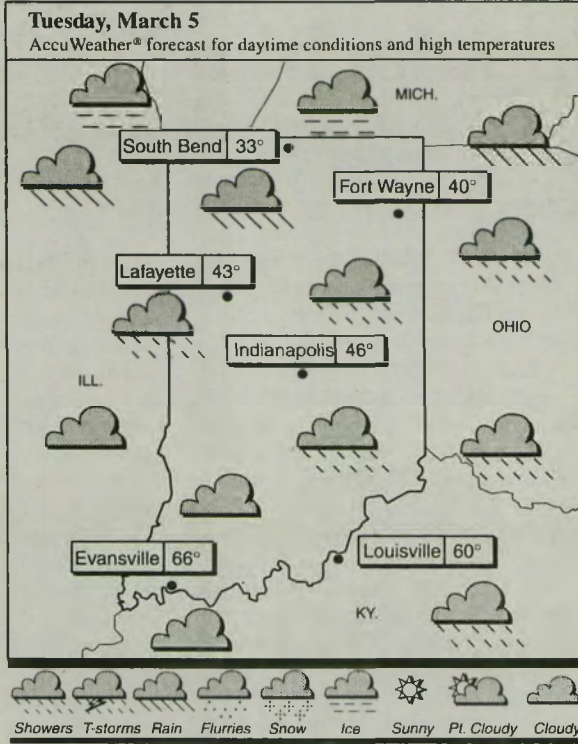 Tuesday, March 5
AccuWeather® forecast for daytime conditions and high temperatures
MICH.
South Bend 33°
Fort Wayne 40°
Lafayette 43°
OHIO
Indianapolis 46°
ILL.
Evansville 66°
Louisville 60°
KY.
Showers T-storms Rain Flurries Snow Ice Sunny Pt. Cloudy Cloudy